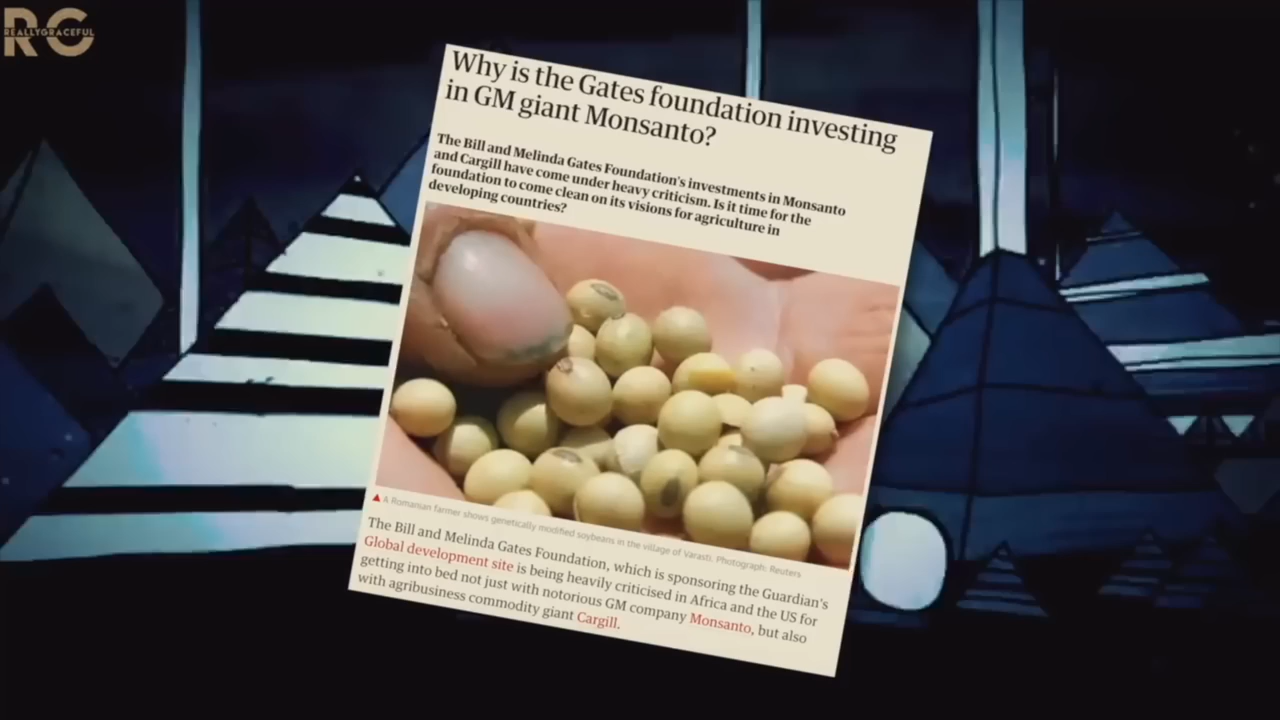 RG
REALLYGRACEFUL
Why is the Gates foundation investing
in GM giant Monsanto?
The Bill and Melinda Gates Foundation's investments in Monsanto
and Cargill have come under heavy criticism. Is it time for the
foundation to come clean on its visions for agriculture in
developing countries?
A Romanian farmer shows genetically modified soybeans in the village of Varasti. Photograph: Reuters
The Bill and Melinda Gates Foundation, which is sponsoring the Guardian's
Global development site is being heavily criticised in Africa and the US for
getting into bed not just with notorious GM company Monsanto, but also
with agribusiness commodity giant Cargill.